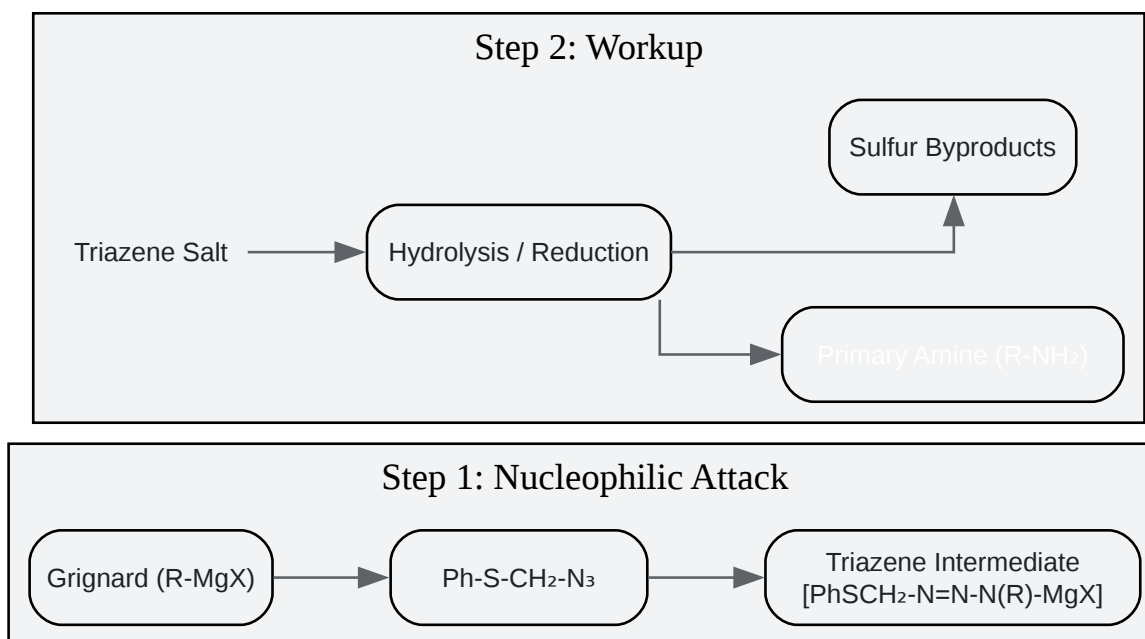 Step 2: Workup
Sulfur Byproducts
Triazene Salt
Hydrolysis / Reduction
Primary Amine (R-NH₂)
Step 1: Nucleophilic Attack
Grignard (R-MgX)
Ph-S-CH₂-N₃
Triazene Intermediate
[PhSCH₂-N=N-N(R)-MgX]